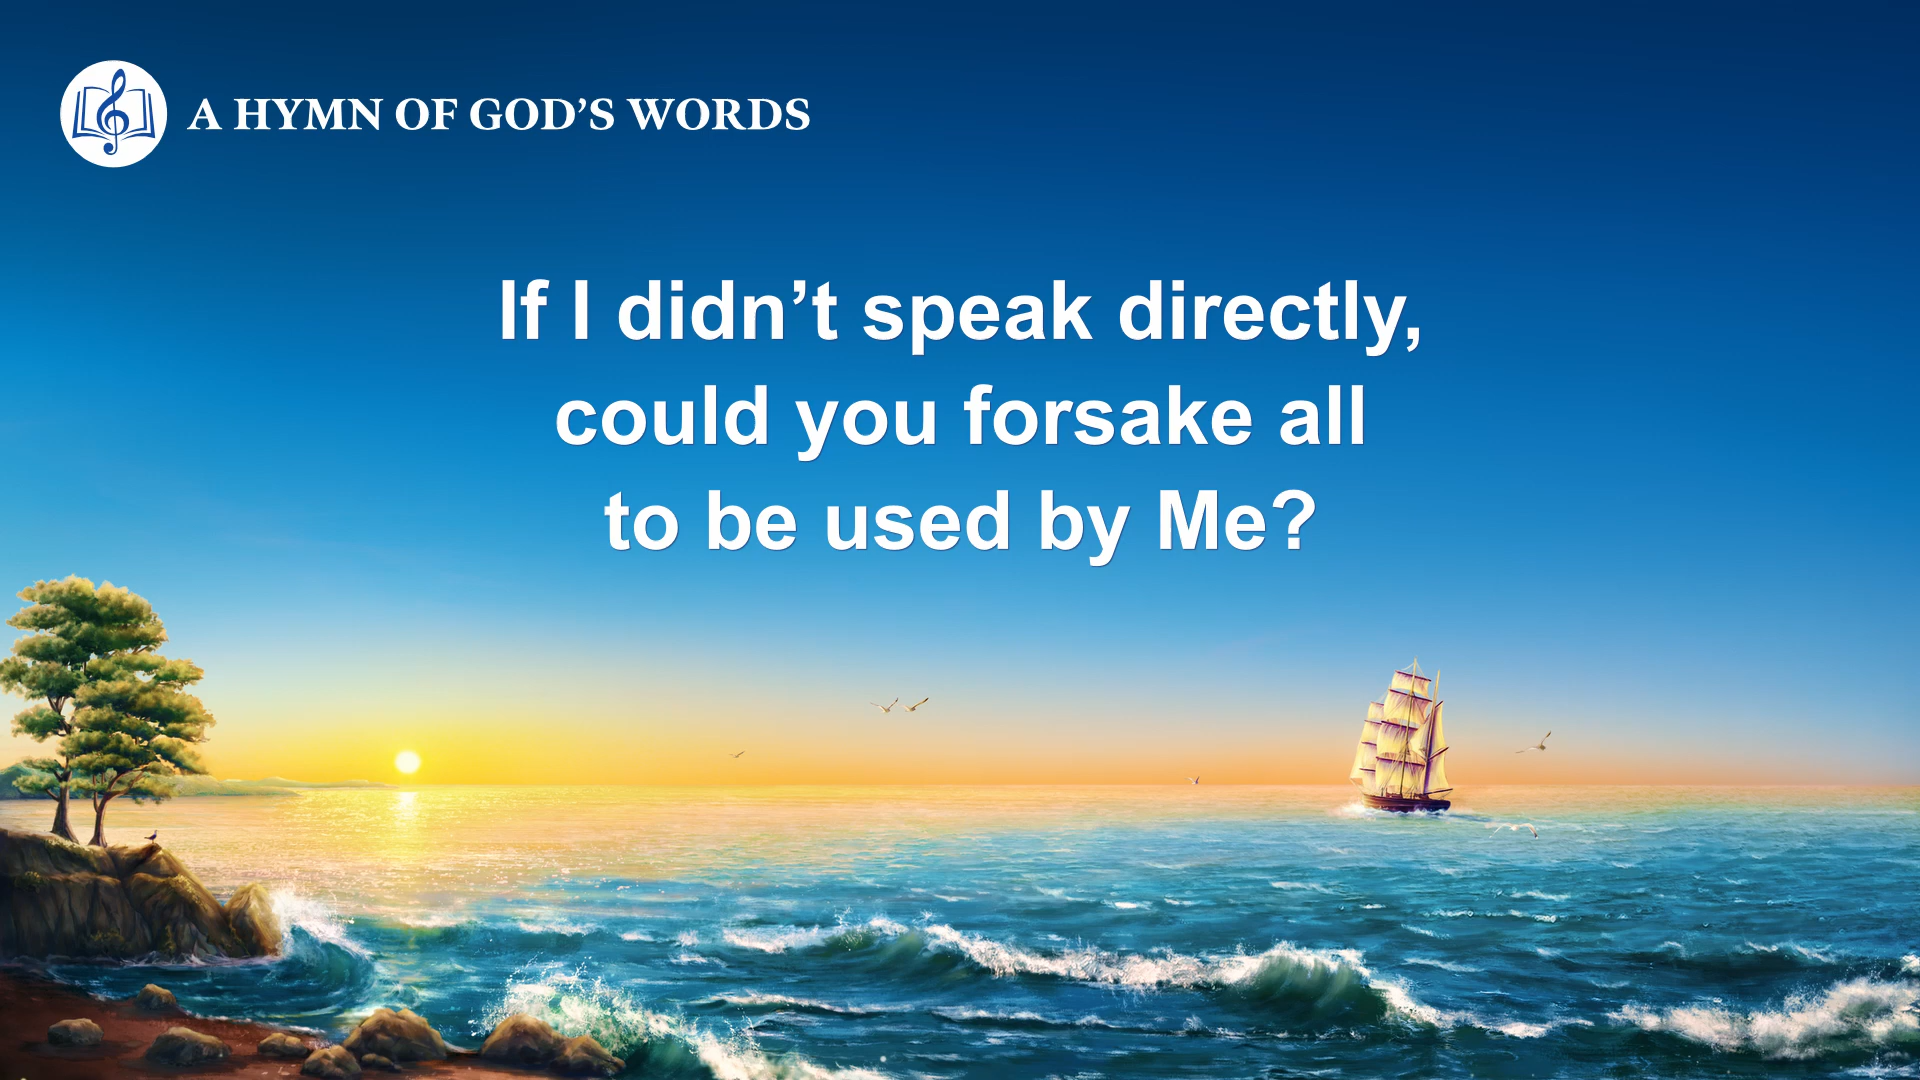 A HYMN OF GOD’S WORDS
If I didn’t speak directly,
could you forsake all
to be used by Me?